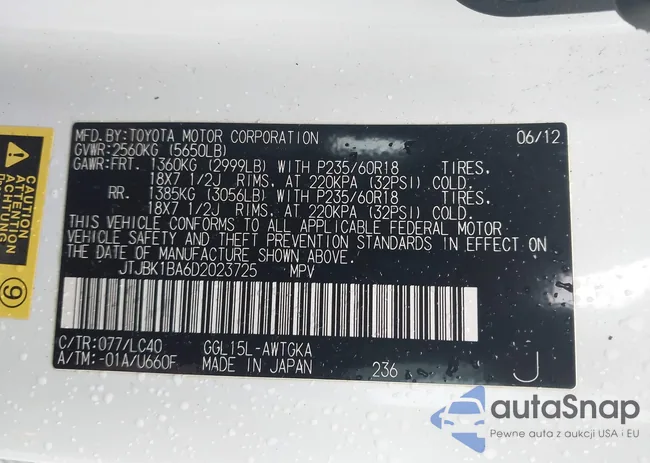 MFD.BY:TOYOTA MOTOR CORPORATION 06/12
GVWR:2560KG (5650LB)
GAWR:FRT. 1360KG (2999LB) WITH P235/60R18 TIRES.
18X7 1/2J RIMS. AT 220KPA (32PSI) COLD.
RR. 1385KG (3056LB) WITH P235/60R18 TIRES.
18X7 1/2J RIMS. AT 220KPA (32PSI) COLD.
THIS VEHICLE CONFORMS TO ALL APPLICABLE FEDERAL MOTOR
VEHICLE SAFETY AND THEFT PREVENTION STANDARDS IN EFFECT ON
THE DATE OF MANUFACTURE SHOWN ABOVE.
JTJBK1BA6D2023725 MPV
C/TR:077/LC40 GGL15L-AWTGKA
A/TM:-01A/U660F MADE IN JAPAN 236 J
CAUTION
ATTENTION
ACHTUNG
9
autaSnap
Pewne auta z aukcji USA i EU